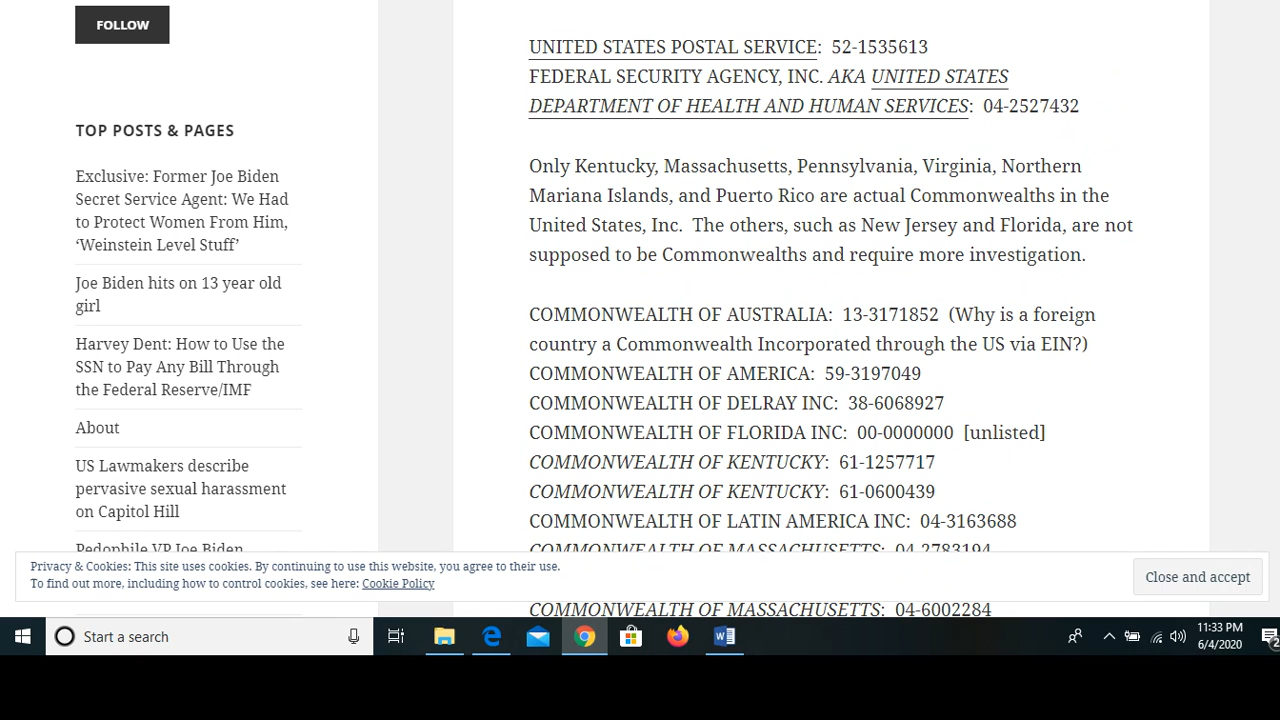 FOLLOW
TOP POSTS & PAGES
Exclusive: Former Joe Biden
Secret Service Agent: We Had
to Protect Women From Him,
‘Weinstein Level Stuff’
Joe Biden hits on 13 year old
girl
Harvey Dent: How to Use the
SSN to Pay Any Bill Through
the Federal Reserve/IMF
About
US Lawmakers describe
pervasive sexual harassment
on Capitol Hill
Pedophile VP Joe Biden
UNITED STATES POSTAL SERVICE: 52-1535613
FEDERAL SECURITY AGENCY, INC. AKA UNITED STATES
DEPARTMENT OF HEALTH AND HUMAN SERVICES: 04-2527432
Only Kentucky, Massachusetts, Pennsylvania, Virginia, Northern
Mariana Islands, and Puerto Rico are actual Commonwealths in the
United States, Inc. The others, such as New Jersey and Florida, are not
supposed to be Commonwealths and require more investigation.
COMMONWEALTH OF AUSTRALIA: 13-3171852 (Why is a foreign
country a Commonwealth Incorporated through the US via EIN?)
COMMONWEALTH OF AMERICA: 59-3197049
COMMONWEALTH OF DELRAY INC: 38-6068927
COMMONWEALTH OF FLORIDA INC: 00-0000000 [unlisted]
COMMONWEALTH OF KENTUCKY: 61-1257717
COMMONWEALTH OF KENTUCKY: 61-0600439
COMMONWEALTH OF LATIN AMERICA INC: 04-3163688
COMMONWEALTH OF MASSACHUSETTS: 04-2783194
COMMONWEALTH OF MASSACHUSETTS: 04-6002284
Privacy & Cookies: This site uses cookies. By continuing to use this website, you agree to their use.
To find out more, including how to control cookies, see here: Cookie Policy
Close and accept
Start a search
11:33 PM
6/4/2020
2